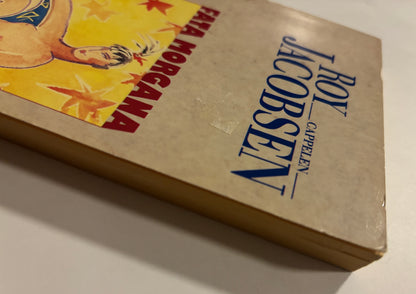 ROY
JACOBSEN
CAPPELEN
FATA MORGANA